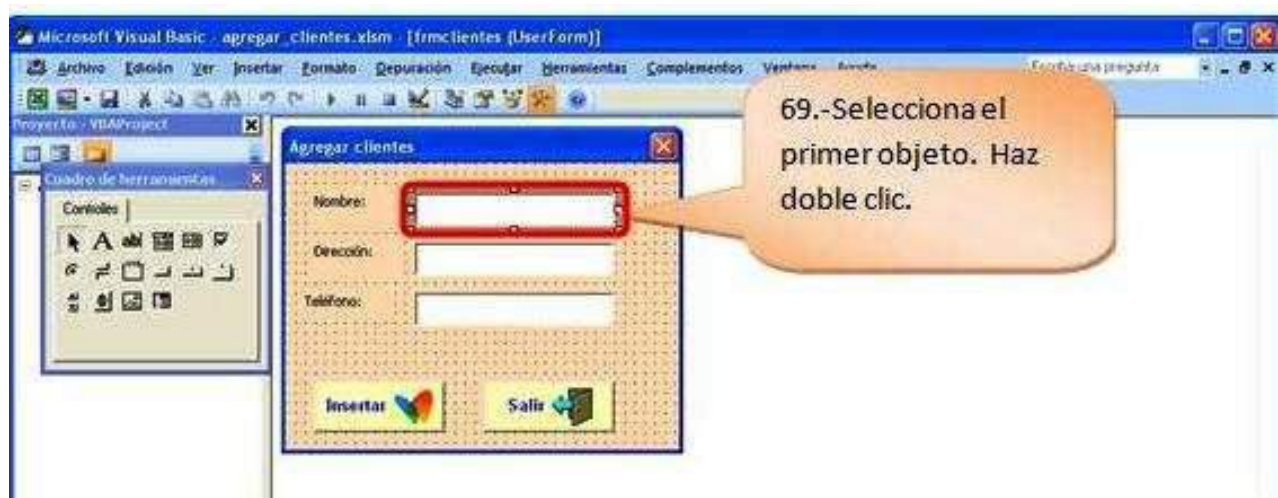 Microsoft Visual Basic - agregar_clientes.xlsm - [frmclientes (UserForm)]
Archivo Edición Ver Insertar Formato Depuración Ejecutar Herramientas Complementos Ventana Ayuda Escriba una pregunta
Proyecto - VBAProject
Cuadro de herramientas
Controles
Agregar clientes
Nombre:
Dirección:
Teléfono:
Insertar
Salir
69.-Selecciona el
primer objeto. Haz
doble clic.